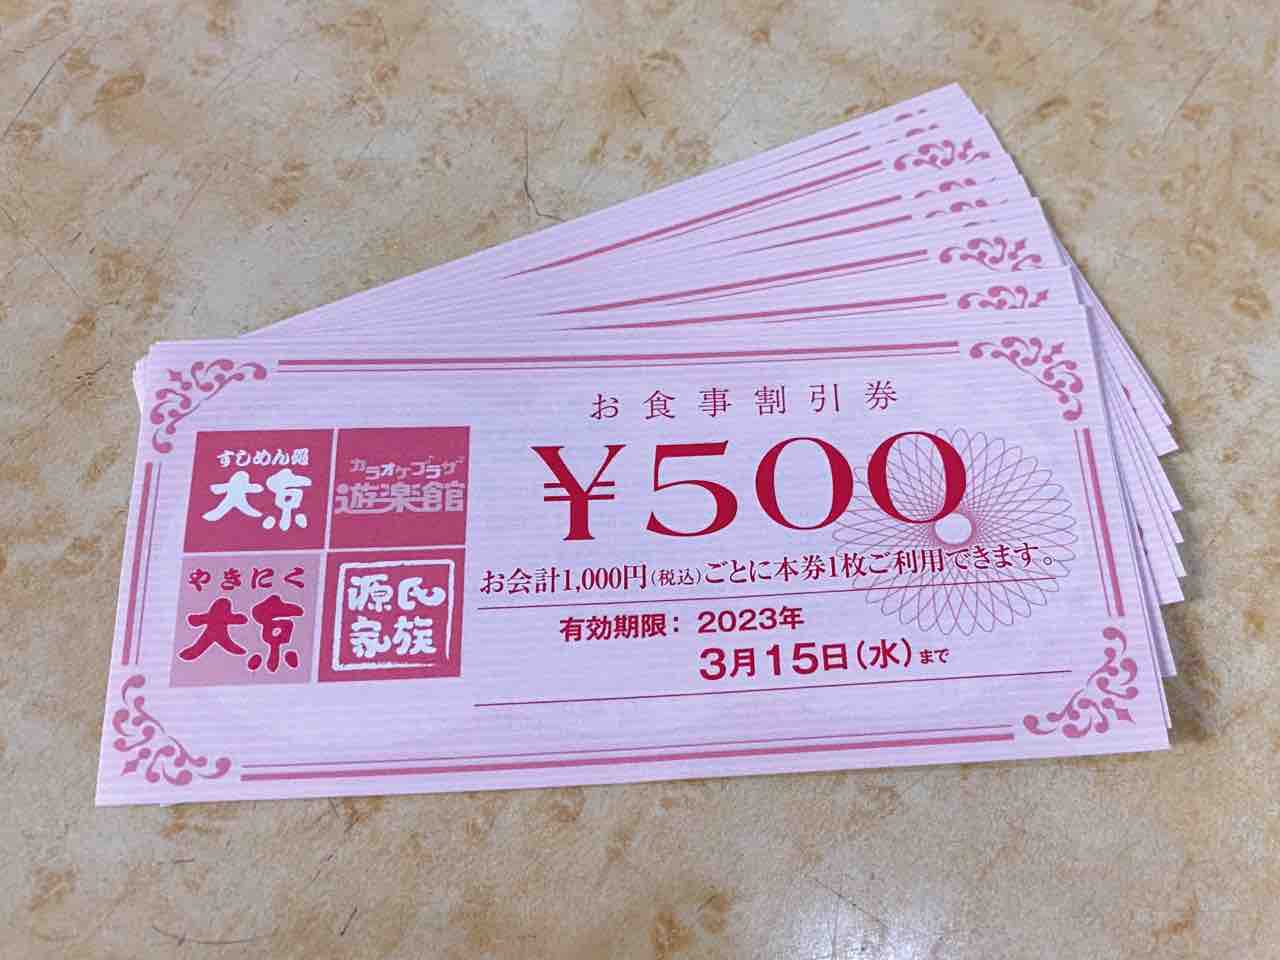 お食事割引券
¥500
お会計1,000円(税込)ごとに本券1枚ご利用できます。
有効期限：2023年
3月15日(水)まで
すしめん処
大京
カラオケプラザ
遊楽館
やきにく
大京
源氏
家族